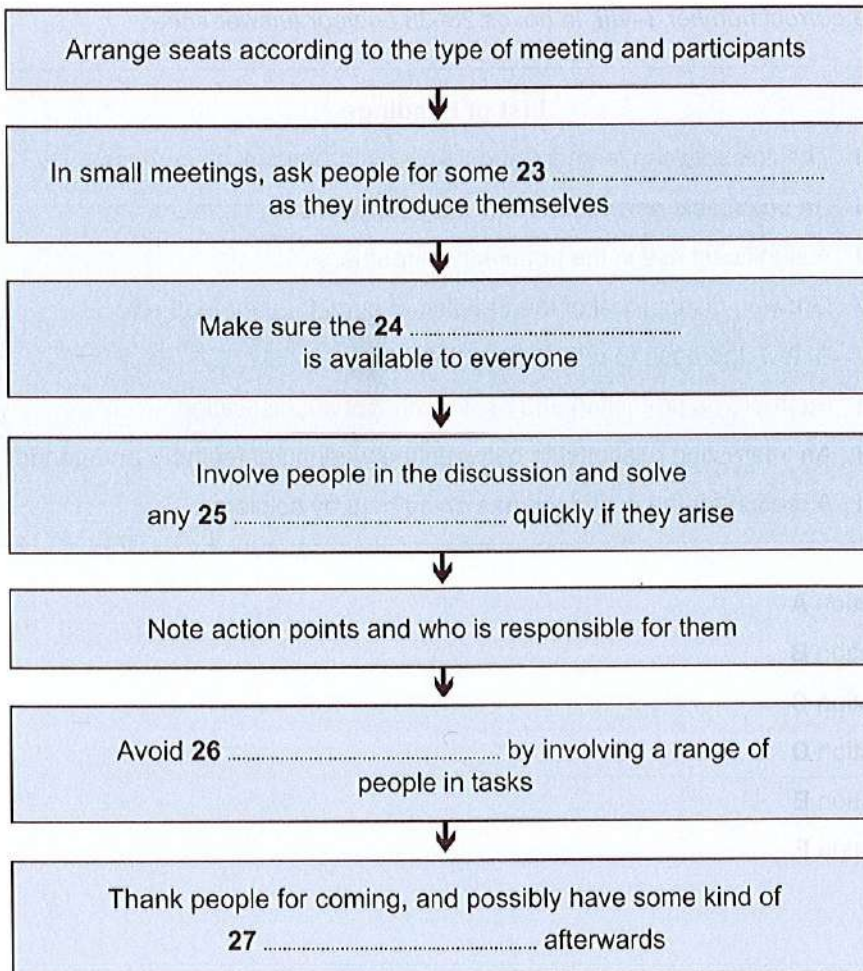 Arrange seats according to the type of meeting and participants
In small meetings, ask people for some 23 ........................................
as they introduce themselves
Make sure the 24 ........................................
is available to everyone
Involve people in the discussion and solve
any 25 ........................................ quickly if they arise
Note action points and who is responsible for them
Avoid 26 ........................................ by involving a range of
people in tasks
Thank people for coming, and possibly have some kind of
27 ........................................ afterwards